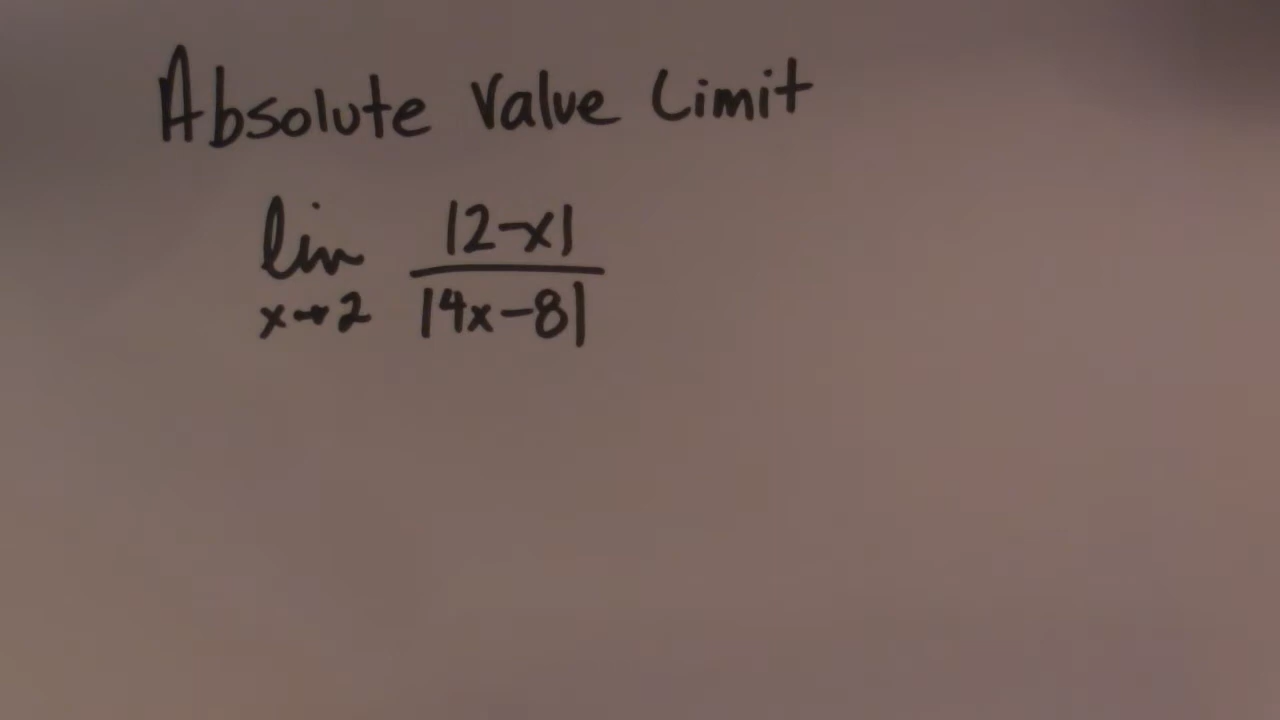 Absolute Value Limit
lim |2-x|
x→2 |4x-8|